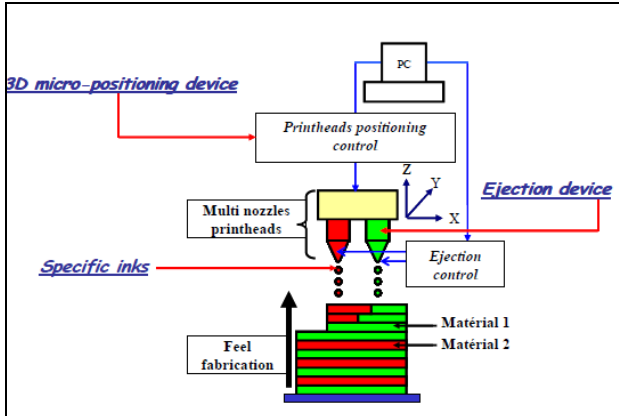 PC
3D micro-positioning device
Printheads positioning
control
Z
Y
X
Ejection device
Multi nozzles
printheads
Specific inks
Ejection
control
Matérial 1
Matérial 2
Feel
fabrication